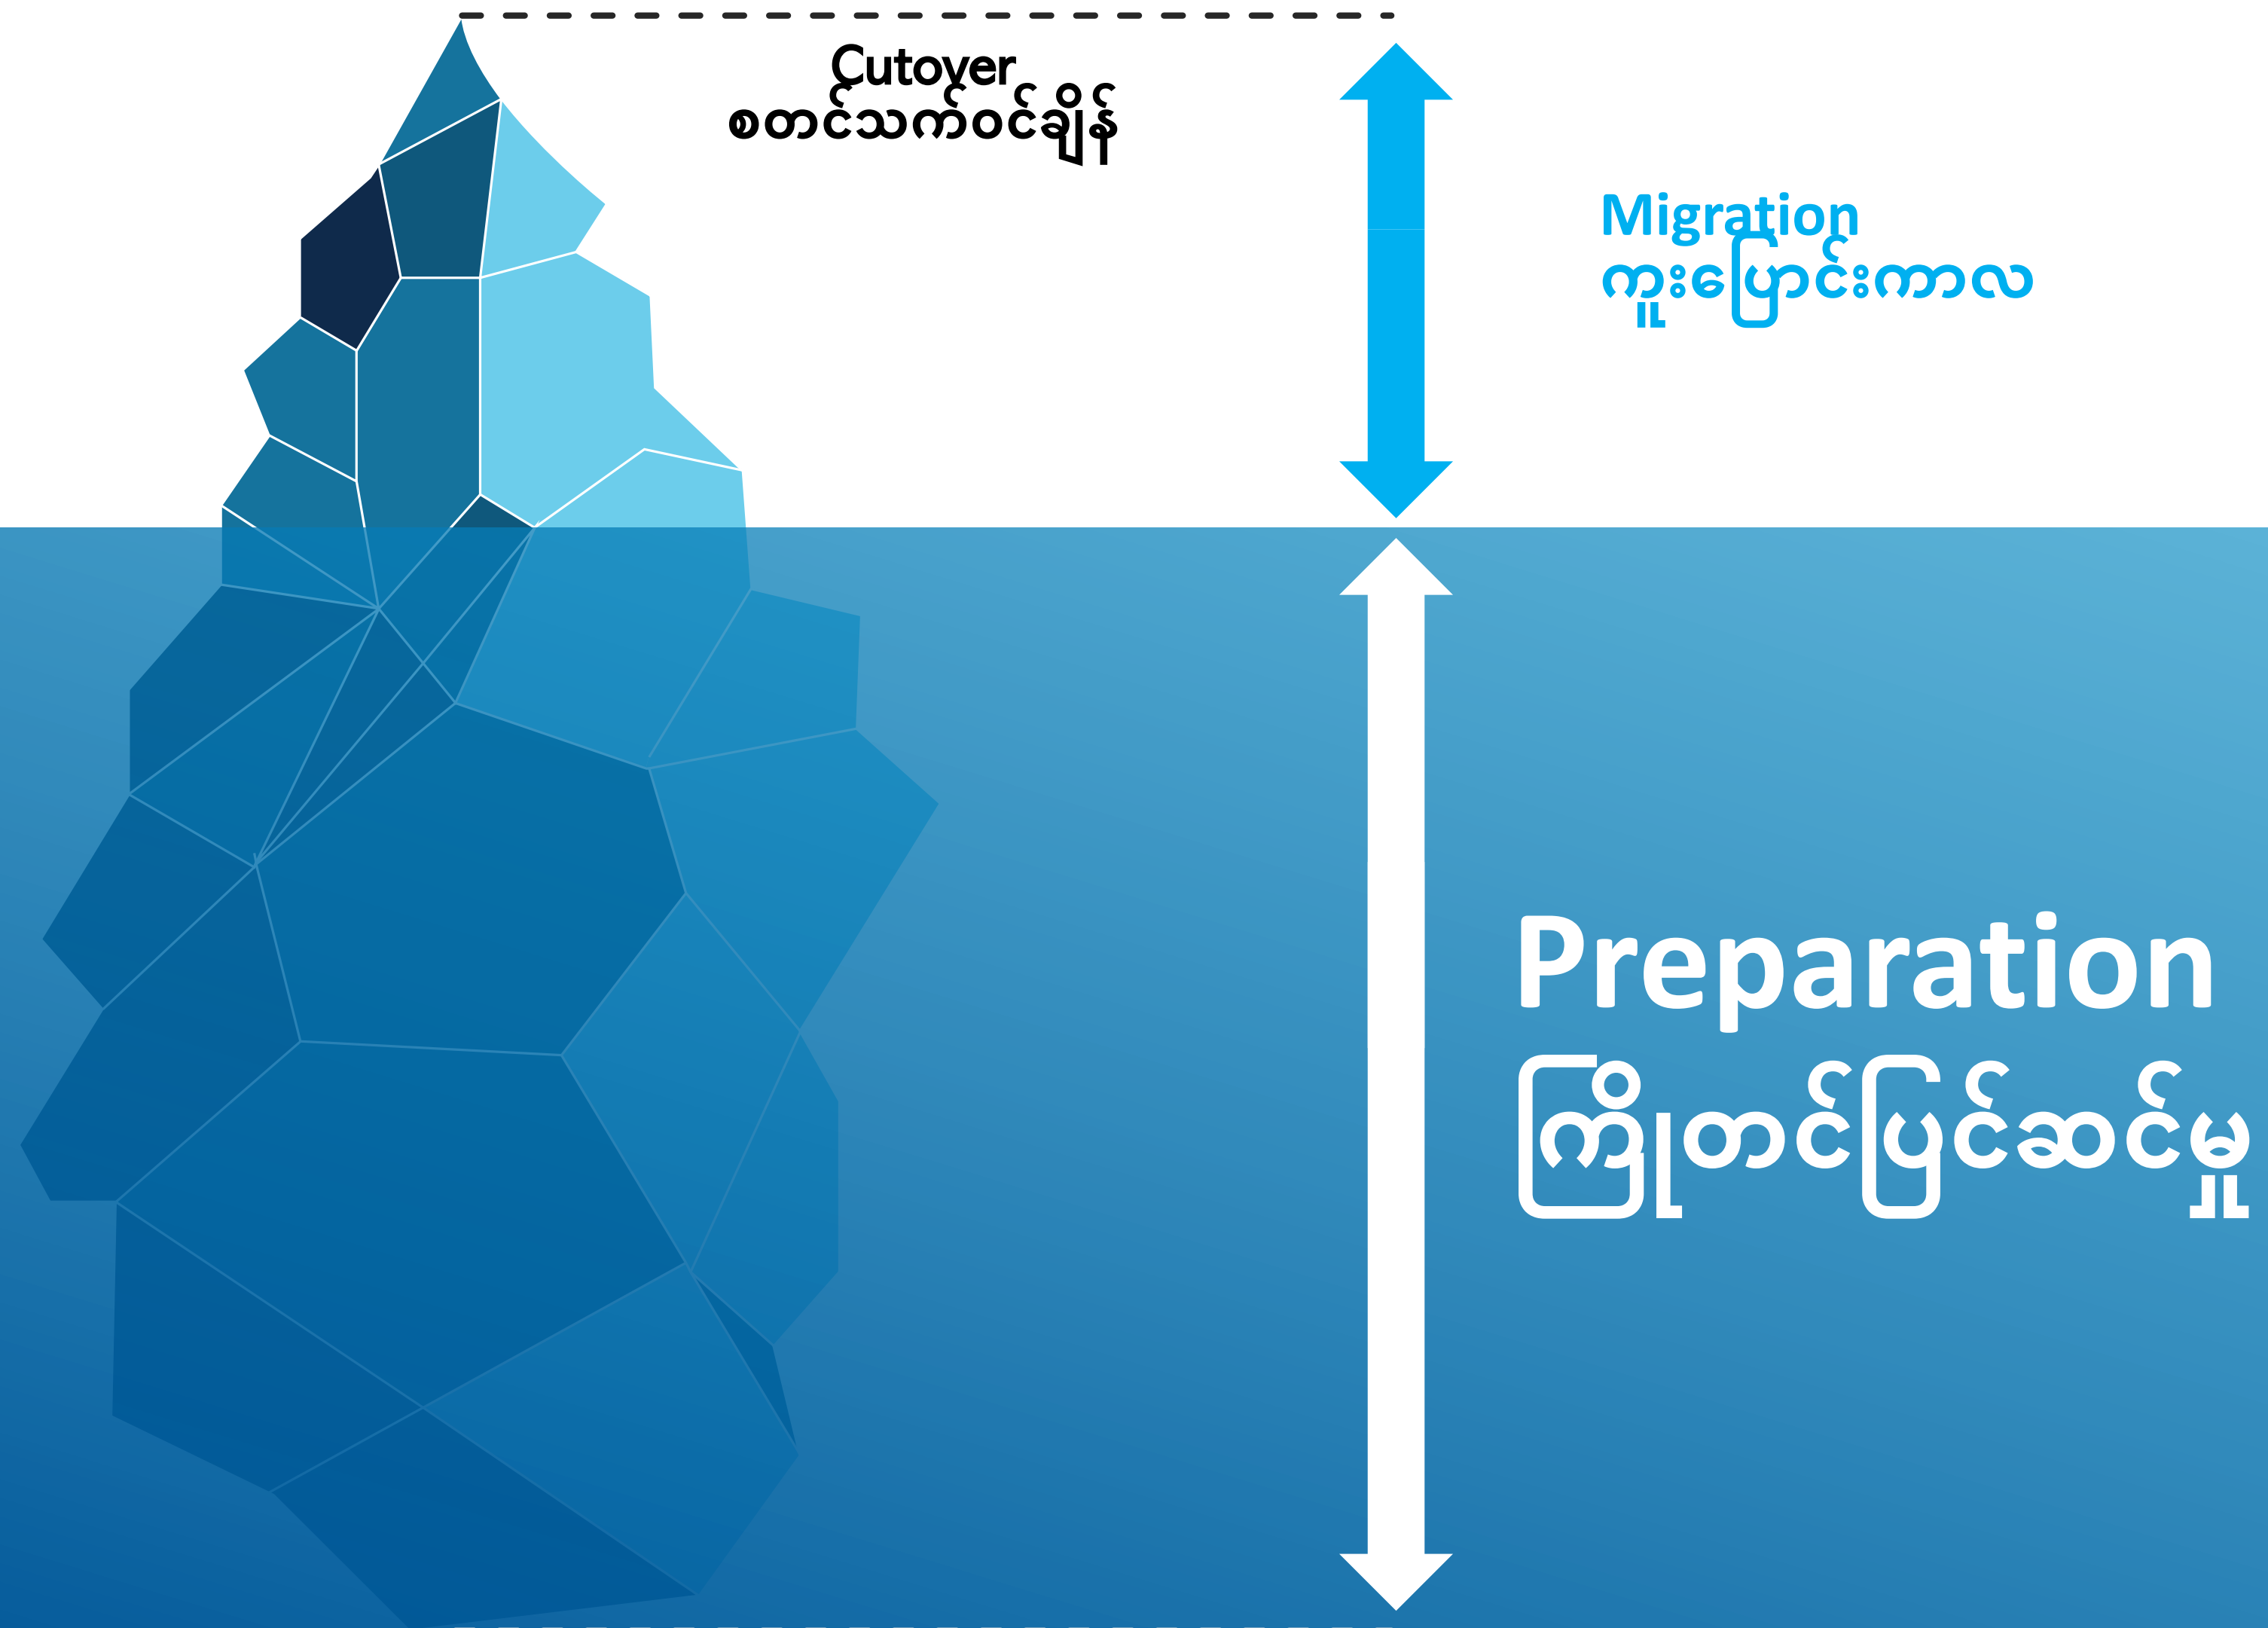 Cutover
စတင်သက်ဝင်ချိန်
Migration
ကူးပြောင်းကာလ
Preparation
ကြိုတင်ပြင်ဆင်မှု